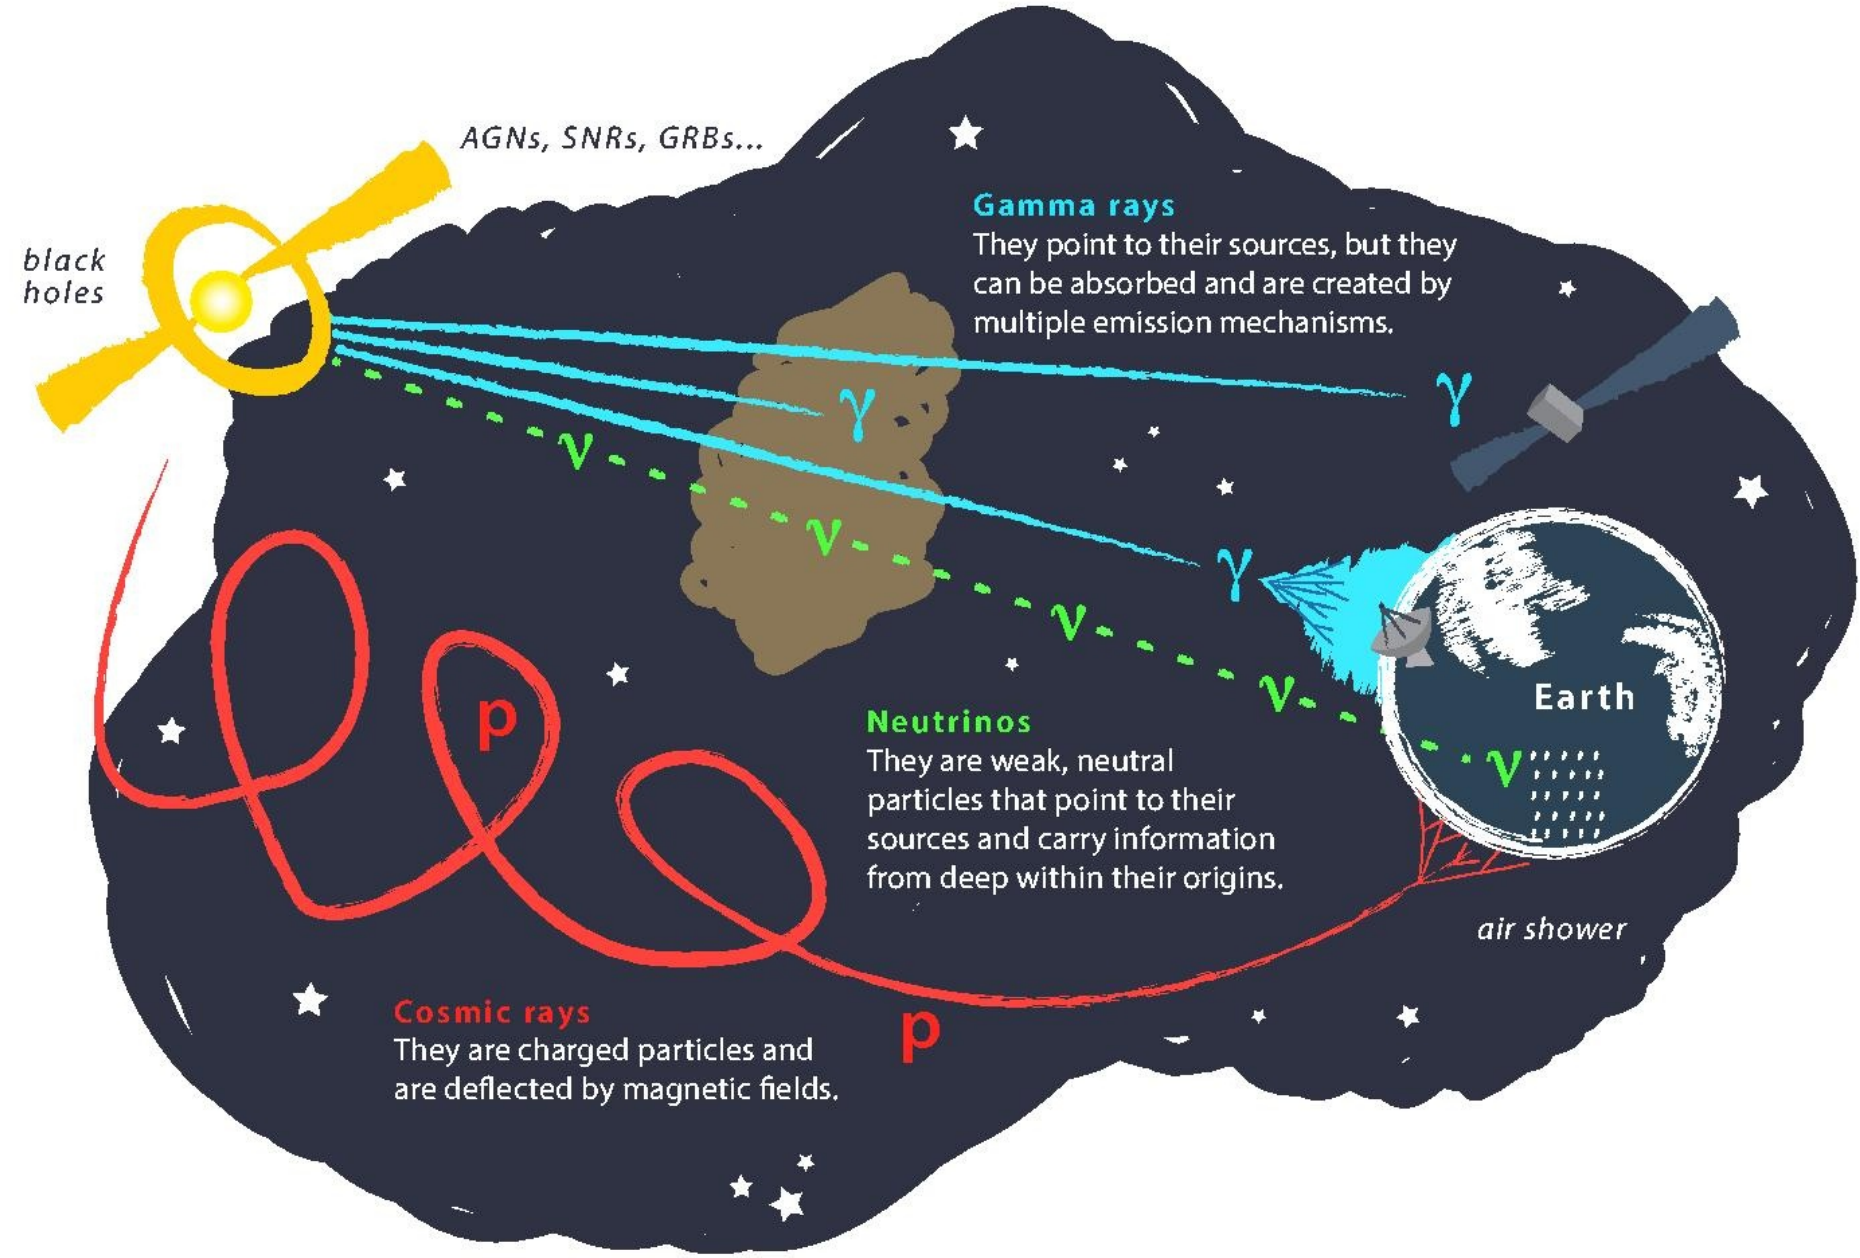 AGNs, SNRs, GRBs...
black
holes
Gamma rays
They point to their sources, but they
can be absorbed and are created by
multiple emission mechanisms.
γ
γ
ν
ν
γ
ν
ν
Earth
ν
p
Neutrinos
They are weak, neutral
particles that point to their
sources and carry information
from deep within their origins.
air shower
Cosmic rays
They are charged particles and
are deflected by magnetic fields.
p